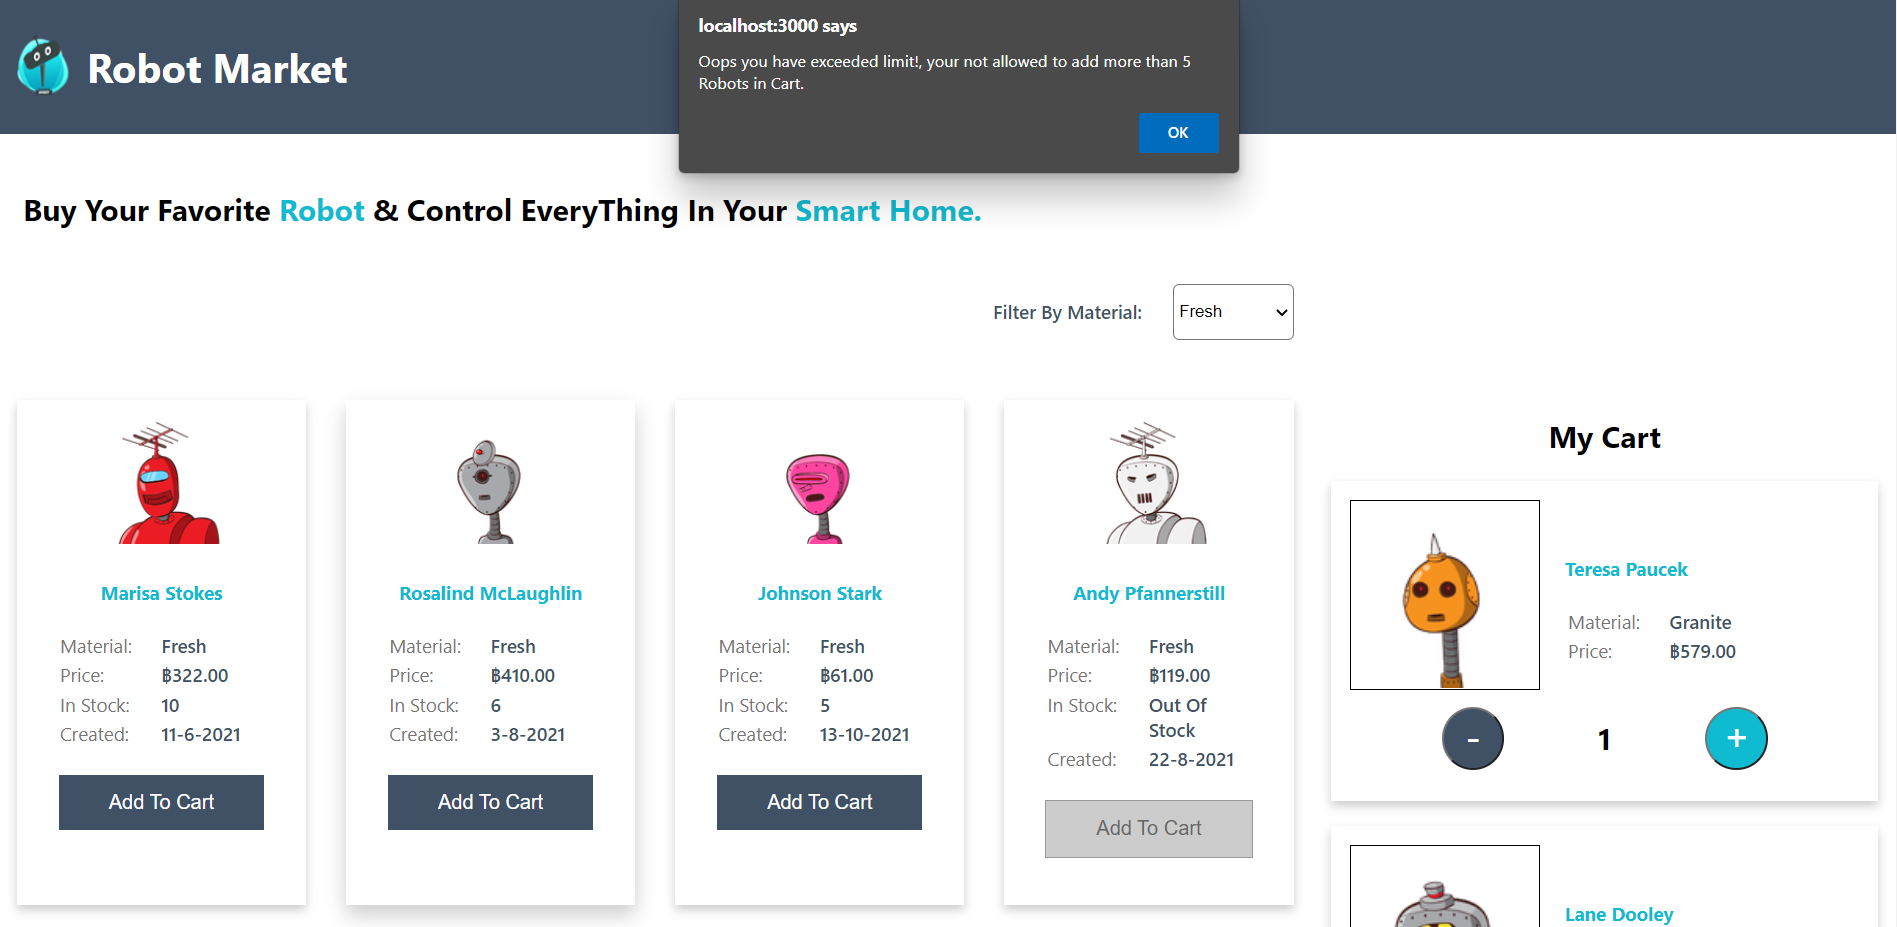 localhost:3000 says
Oops you have exceeded limit!, your not allowed to add more than 5
Robots in Cart.
OK
Robot Market
Buy Your Favorite Robot & Control EveryThing In Your Smart Home.
Filter By Material:
Fresh
Marisa Stokes
Material: Fresh
Price: ฿322.00
In Stock: 10
Created: 11-6-2021
Add To Cart
Rosalind McLaughlin
Material: Fresh
Price: ฿410.00
In Stock: 6
Created: 3-8-2021
Add To Cart
Johnson Stark
Material: Fresh
Price: ฿61.00
In Stock: 5
Created: 13-10-2021
Add To Cart
Andy Pfannerstill
Material: Fresh
Price: ฿119.00
In Stock: Out Of
Stock
Created: 22-8-2021
Add To Cart
My Cart
Teresa Paucek
Material: Granite
Price: ฿579.00
- 1 +
Lane Dooley